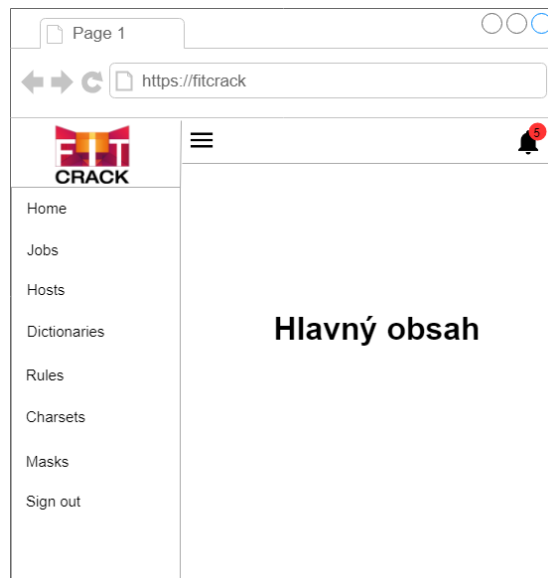 Page 1
https://fitcrack
FIT
CRACK
5
Home
Jobs
Hosts
Dictionaries
Rules
Charsets
Masks
Sign out
Hlavný obsah